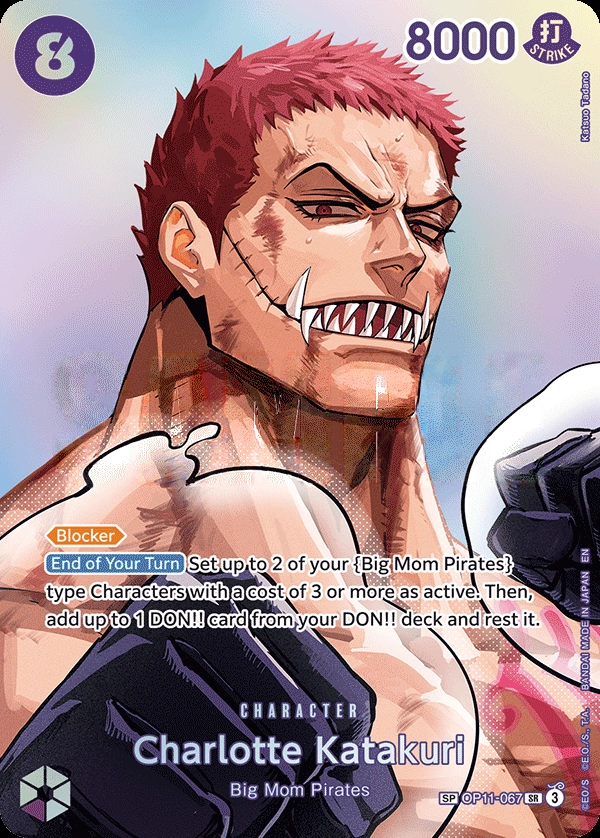 8
8000
打
STRIKE
Katsuo Tadano
Blocker
End of Your Turn Set up to 2 of your {Big Mom Pirates}
type Characters with a cost of 3 or more as active. Then,
add up to 1 DON!! card from your DON!! deck and rest it.
CHARACTER
Charlotte Katakuri
Big Mom Pirates
SP OP11-067 SR 3
©E.O/S ©E.O./S., T.A. BANDAI MADE IN JAPAN EN